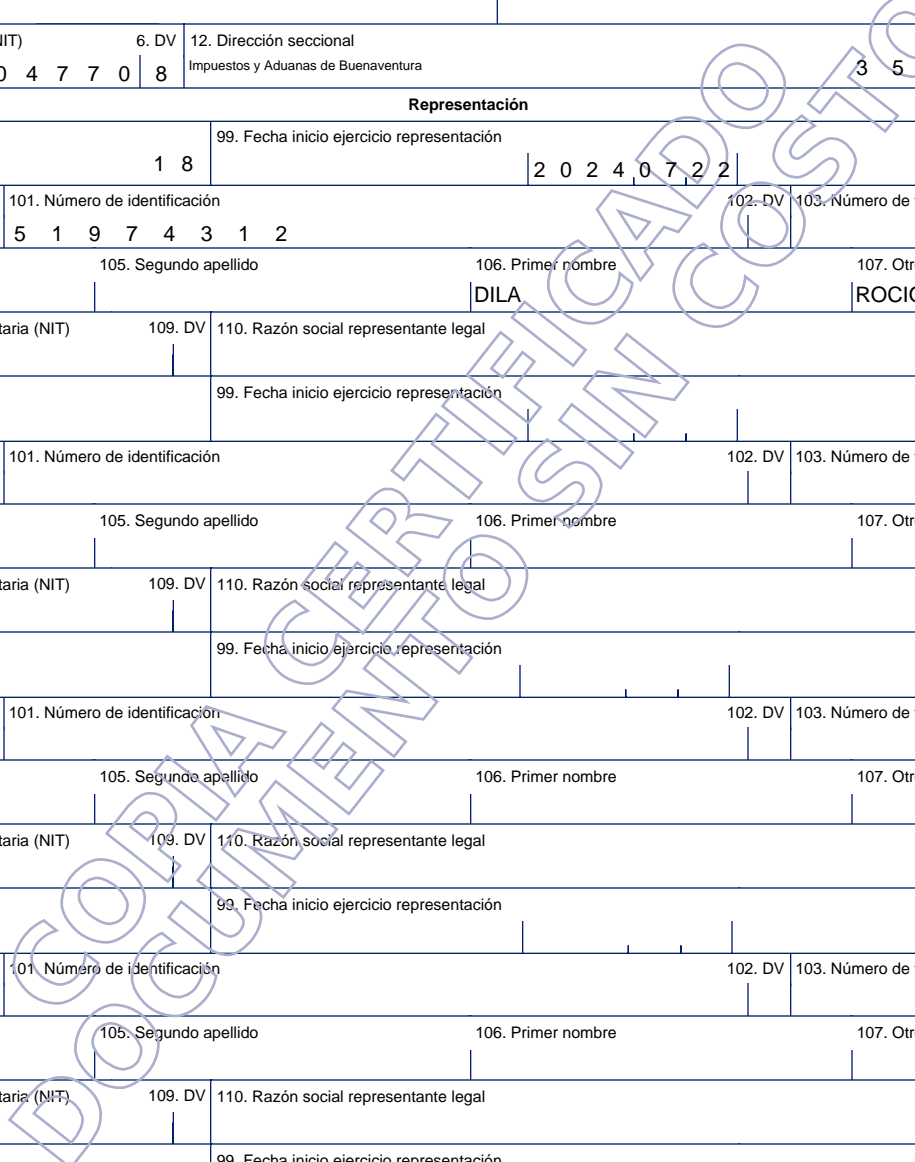 NIT) 6. DV 12. Dirección seccional
0 4 7 7 0 8 Impuestos y Aduanas de Buenaventura 3 5
Representación
99. Fecha inicio ejercicio representación
1 8 2 0 2 4 0 7 2 2
101. Número de identificación 102. DV 103. Número de
5 1 9 7 4 3 1 2
105. Segundo apellido 106. Primer nombre 107. Otr
DILA ROCIO
taria (NIT) 109. DV 110. Razón social representante legal
99. Fecha inicio ejercicio representación
101. Número de identificación 102. DV 103. Número de
105. Segundo apellido 106. Primer nombre 107. Otr
taria (NIT) 109. DV 110. Razón social representante legal
99. Fecha inicio ejercicio representación
101. Número de identificación 102. DV 103. Número de
105. Segundo apellido 106. Primer nombre 107. Otr
taria (NIT) 109. DV 110. Razón social representante legal
99. Fecha inicio ejercicio representación
101. Número de identificación 102. DV 103. Número de
105. Segundo apellido 106. Primer nombre 107. Otr
taria (NIT) 109. DV 110. Razón social representante legal
99. Fecha inicio ejercicio representación
COPIA CERTIFICADO
DOCUMENTO SIN COSTO